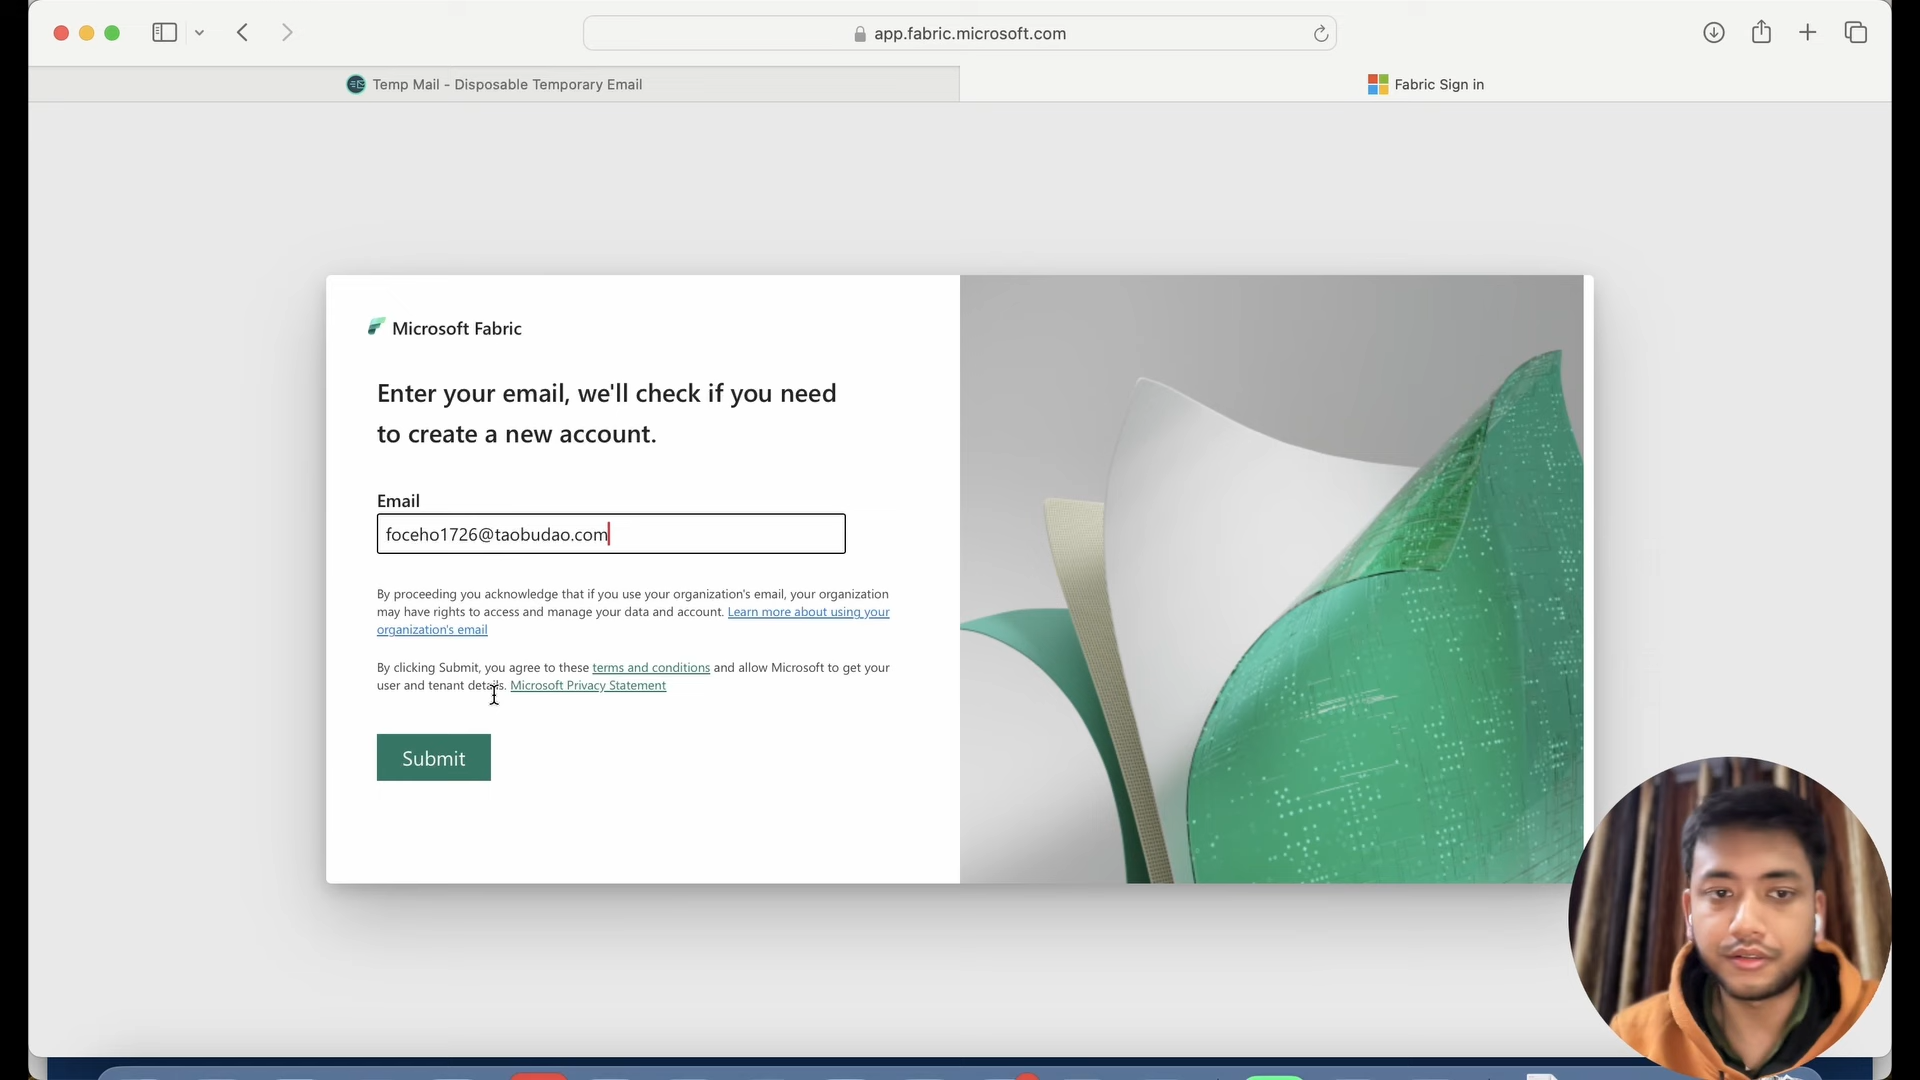 app.fabric.microsoft.com
Temp Mail - Disposable Temporary Email
Fabric Sign in
Microsoft Fabric
Enter your email, we'll check if you need
to create a new account.
Email
foceho1726@taobudao.com
By proceeding you acknowledge that if you use your organization's email, your organization
may have rights to access and manage your data and account. Learn more about using your
organization's email
By clicking Submit, you agree to these terms and conditions and allow Microsoft to get your
user and tenant details. Microsoft Privacy Statement
Submit